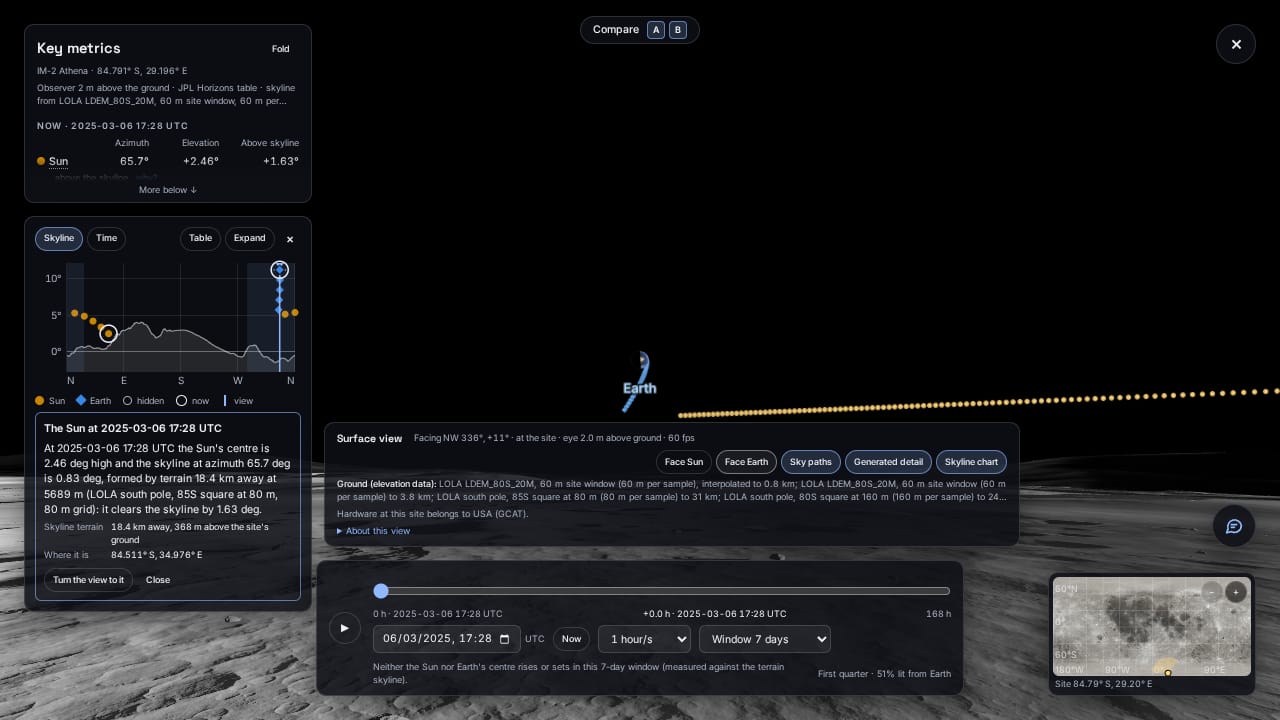 Compare A B
Key metrics
Fold
IM-2 Athena · 84.791° S, 29.196° E
Observer 2 m above the ground · JPL Horizons table · skyline
from LOLA LDEM_80S_20M, 60 m site window, 60 m per...
NOW · 2025-03-06 17:28 UTC
Azimuth Elevation Above skyline
Sun 65.7° +2.46° +1.63°
above the skyline why?
More below ↓
Skyline Time Table Expand ×
10°
5°
0°
N E S W N
Sun Earth hidden now view
The Sun at 2025-03-06 17:28 UTC
At 2025-03-06 17:28 UTC the Sun's centre is
2.46 deg high and the skyline at azimuth 65.7 deg
is 0.83 deg, formed by terrain 18.4 km away at
5689 m (LOLA south pole, 85S square at 80 m,
80 m grid): it clears the skyline by 1.63 deg.
Skyline terrain 18.4 km away, 368 m above the site's
ground
Where it is 84.511° S, 34.976° E
Turn the view to it Close
Earth
Surface view Facing NW 336°, +11° · at the site · eye 2.0 m above ground · 60 fps
Face Sun Face Earth Sky paths Generated detail Skyline chart
Ground (elevation data): LOLA LDEM_80S_20M, 60 m site window (60 m per sample), interpolated to 0.8 km; LOLA LDEM_80S_20M, 60 m site window (60 m
per sample) to 3.8 km; LOLA south pole, 85S square at 80 m (80 m per sample) to 31 km; LOLA south pole, 80S square at 160 m (160 m per sample) to 24...
Hardware at this site belongs to USA (GCAT).
▶ About this view
0 h · 2025-03-06 17:28 UTC +0.0 h · 2025-03-06 17:28 UTC 168 h
06/03/2025, 17:28 UTC Now 1 hour/s Window 7 days
Neither the Sun nor Earth's centre rises or sets in this 7-day window (measured against the terrain
skyline).
First quarter · 51% lit from Earth
60°N
0°
60°S
180°W 90°W 0° 90°E
− +
Site 84.79° S, 29.20° E